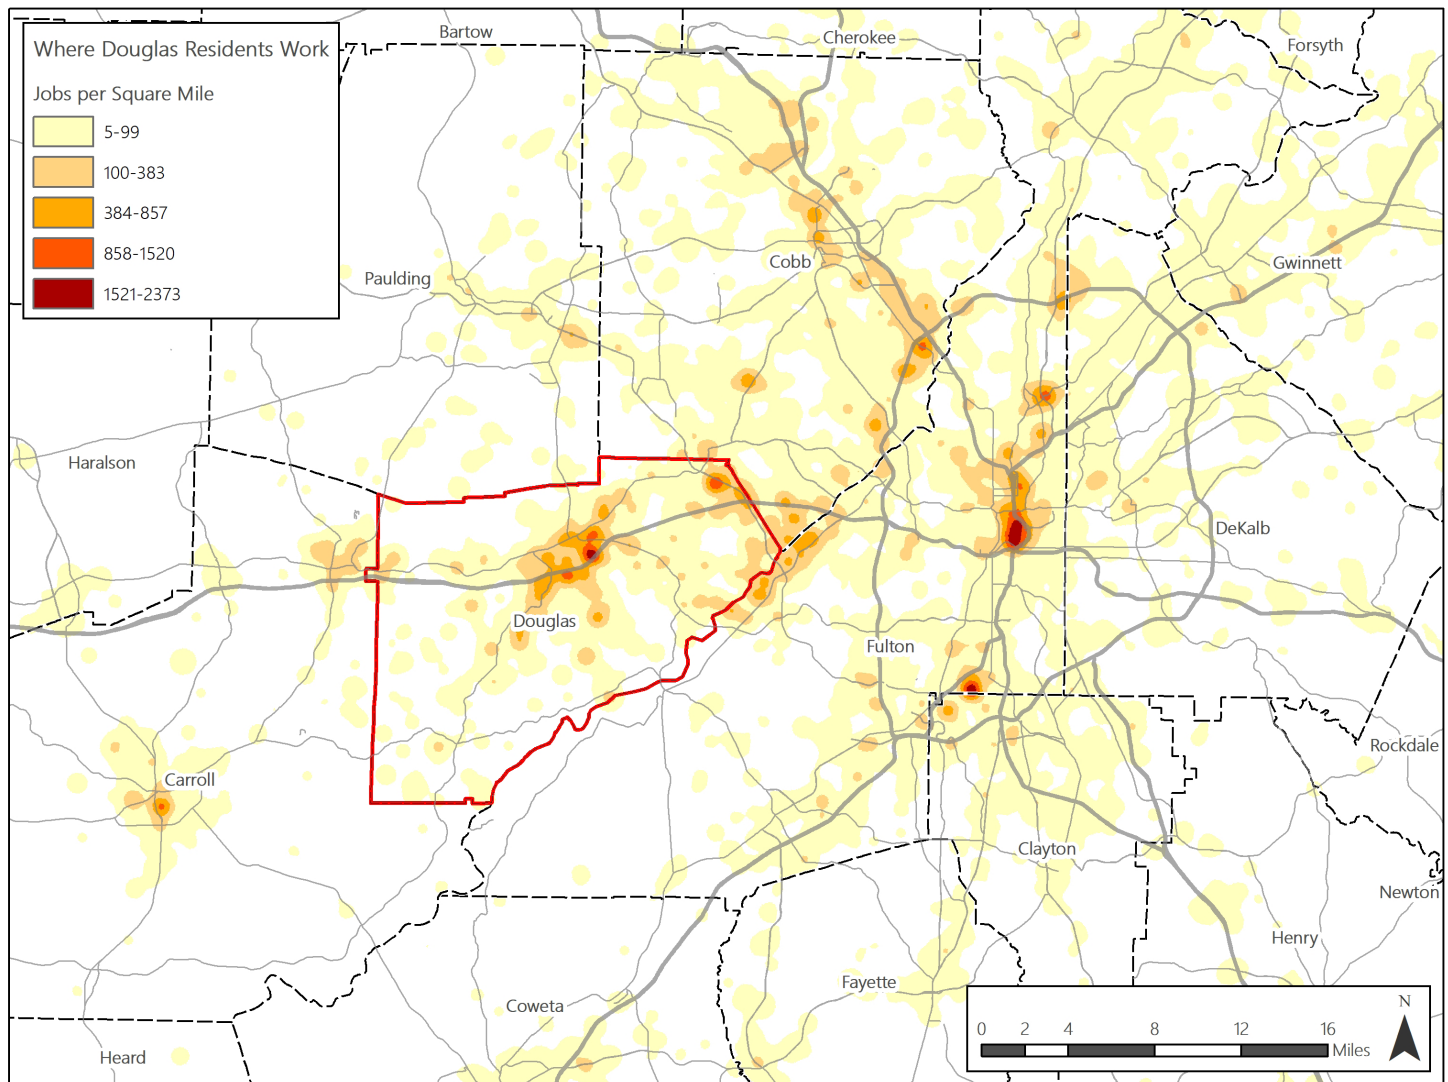 Where Douglas Residents Work
Jobs per Square Mile
5-99
100-383
384-857
858-1520
1521-2373
Bartow
Cherokee
Forsyth
Cobb
Gwinnett
Paulding
Haralson
DeKalb
Douglas
Fulton
Rockdale
Carroll
Clayton
Newton
Henry
Fayette
Coweta
Heard
N
0 2 4 8 12 16
Miles